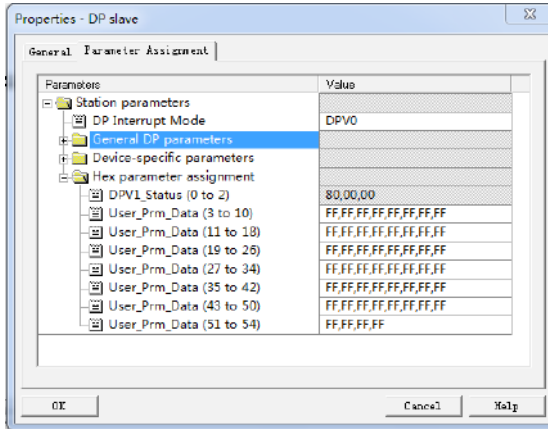 Properties - DP slave
General Parameter Assignment
Parameters Value
Station parameters
DP Interrupt Mode DPV0
General DP parameters
Device-specific parameters
Hex parameter assignment
DPV1_Status (0 to 2) 80,00,00
User_Prm_Data (3 to 10) FF,FF,FF,FF,FF,FF,FF,FF
User_Prm_Data (11 to 18) FF,FF,FF,FF,FF,FF,FF,FF
User_Prm_Data (19 to 26) FF,FF,FF,FF,FF,FF,FF,FF
User_Prm_Data (27 to 34) FF,FF,FF,FF,FF,FF,FF,FF
User_Prm_Data (35 to 42) FF,FF,FF,FF,FF,FF,FF,FF
User_Prm_Data (43 to 50) FF,FF,FF,FF,FF,FF,FF,FF
User_Prm_Data (51 to 54) FF,FF,FF,FF
OK Cancel Help